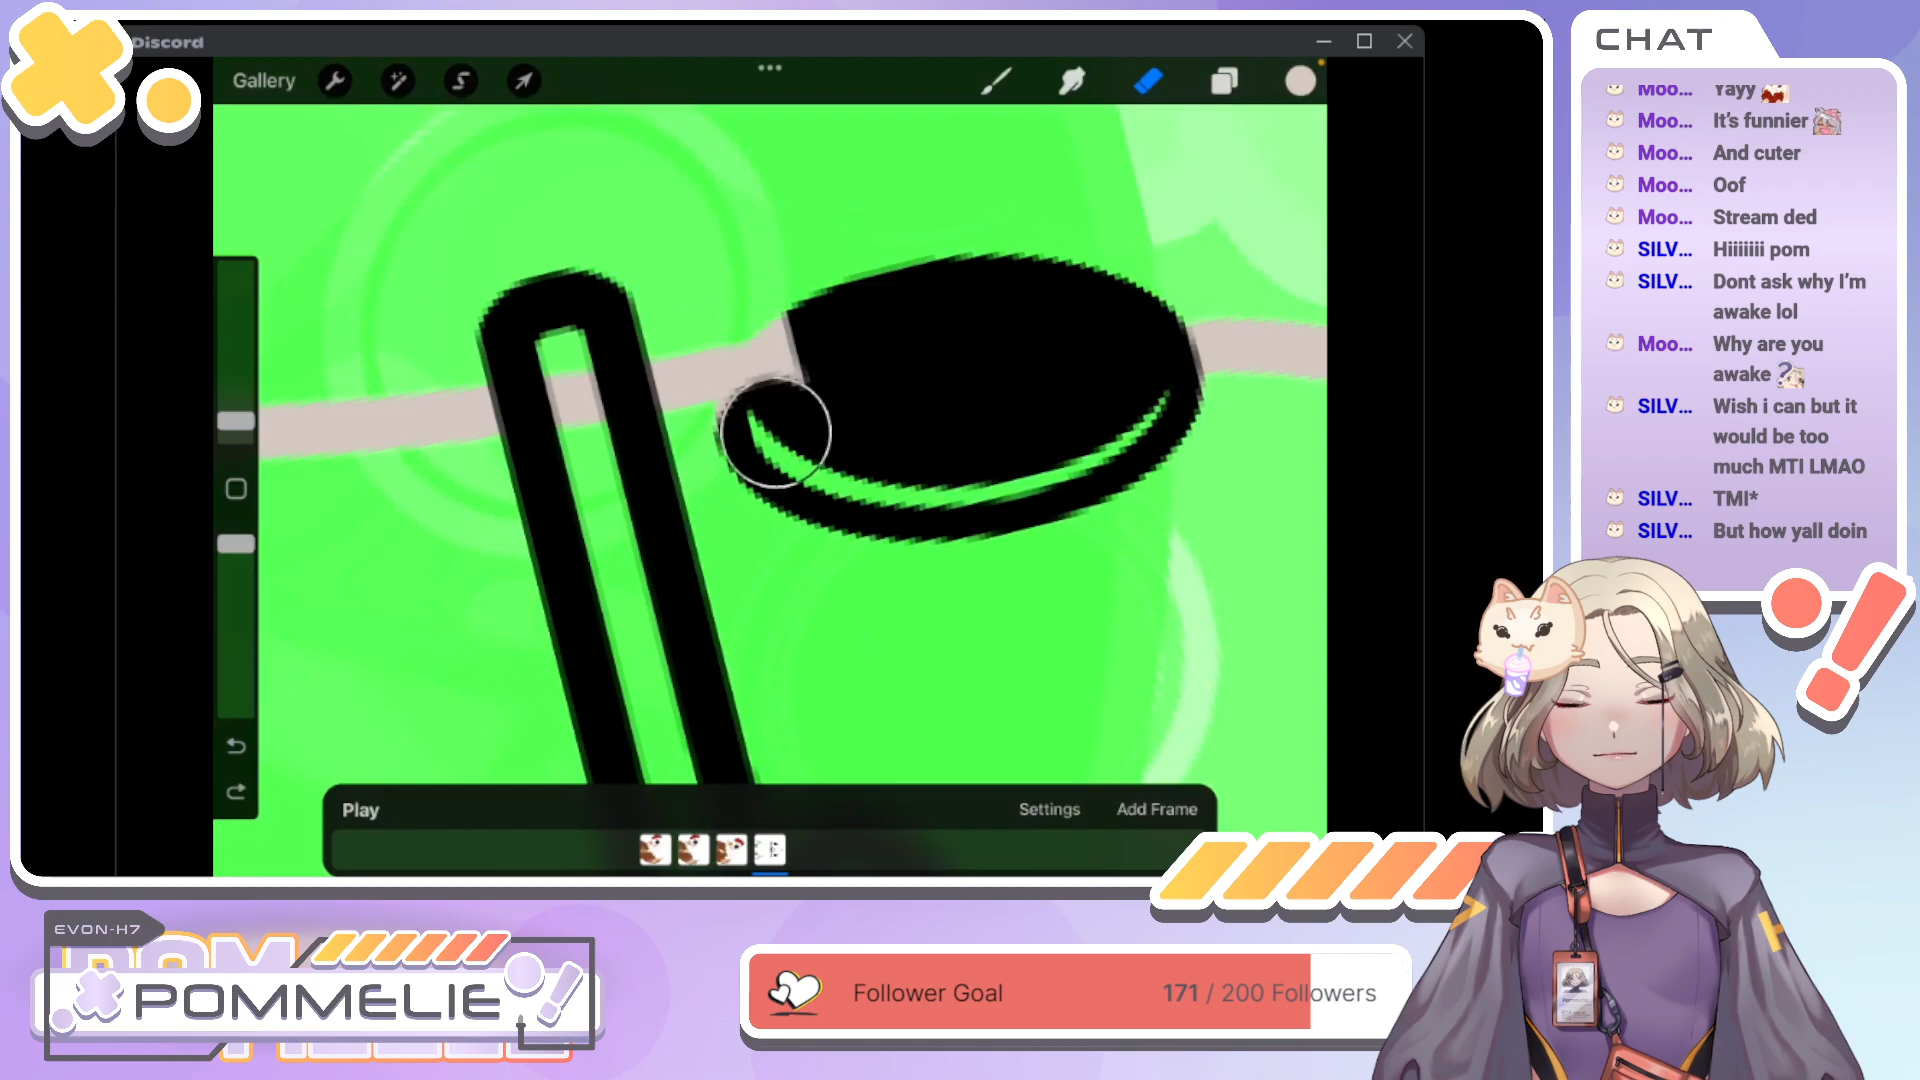 Discord
Gallery
Play
Settings
Add Frame
CHAT
Moo... Yayy
Moo... It's funnier
Moo... And cuter
Moo... Oof
Moo... Stream ded
SILV... Hiiiiiii pom
SILV... Dont ask why I'm
awake lol
Moo... Why are you
awake
SILV... Wish i can but it
would be too
much MTI LMAO
SILV... TMI*
SILV... But how yall doin
EVON-H7
POMMELIE
Follower Goal
171 / 200 Followers